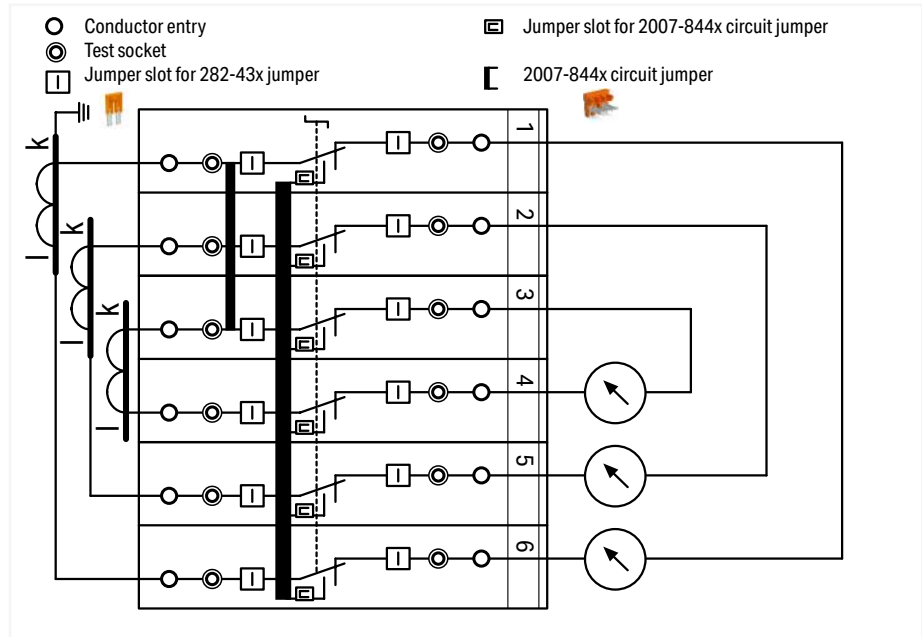 Conductor entry
Test socket
Jumper slot for 282-43x jumper
Jumper slot for 2007-844x circuit jumper
2007-844x circuit jumper
k
l
k
l
k
l
1
2
3
4
5
6